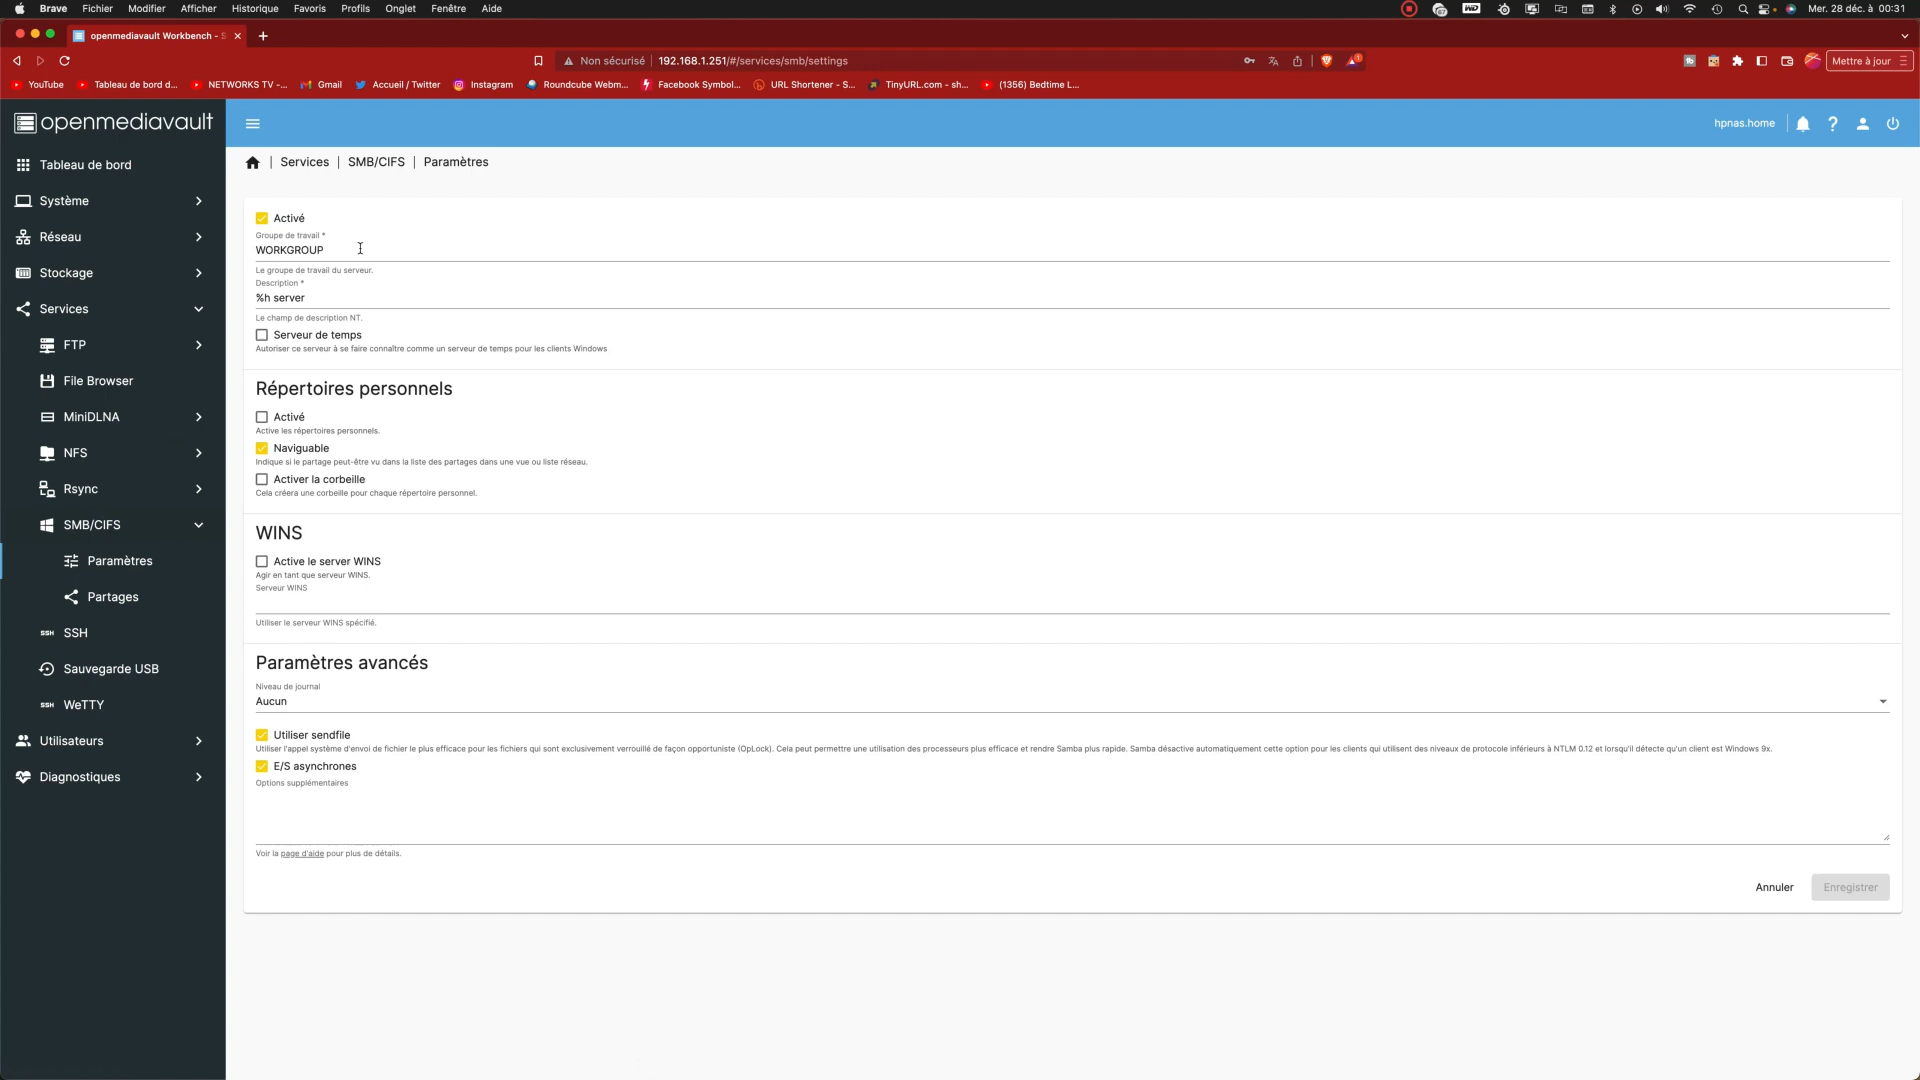 Brave Fichier Modifier Afficher Historique Favoris Profils Onglet Fenêtre Aide
Mer. 28 déc. à 00:31
openmediavault Workbench - S
Non sécurisé 192.168.1.251/#/services/smb/settings
Mettre à jour
YouTube Tableau de bord d... NETWORKS TV -... Gmail Accueil / Twitter Instagram Roundcube Webm... Facebook Symbol... URL Shortener - S... TinyURL.com - sh... (1356) Bedtime L...
openmediavault
hpnas.home
Tableau de bord
Système
Réseau
Stockage
Services
FTP
File Browser
MiniDLNA
NFS
Rsync
SMB/CIFS
Paramètres
Partages
SSH SSH
Sauvegarde USB
SSH WeTTY
Utilisateurs
Diagnostiques
| Services | SMB/CIFS | Paramètres
Activé
Groupe de travail *
WORKGROUP
Le groupe de travail du serveur.
Description *
%h server
Le champ de description NT.
Serveur de temps
Autoriser ce serveur à se faire connaître comme un serveur de temps pour les clients Windows
Répertoires personnels
Activé
Active les répertoires personnels.
Naviguable
Indique si le partage peut-être vu dans la liste des partages dans une vue ou liste réseau.
Activer la corbeille
Cela créera une corbeille pour chaque répertoire personnel.
WINS
Active le server WINS
Agir en tant que serveur WINS.
Serveur WINS
Utiliser le serveur WINS spécifié.
Paramètres avancés
Niveau de journal
Aucun
Utiliser sendfile
Utiliser l'appel système d'envoi de fichier le plus efficace pour les fichiers qui sont exclusivement verrouillé de façon opportuniste (OpLock). Cela peut permettre une utilisation des processeurs plus efficace et rendre Samba plus rapide. Samba désactive automatiquement cette option pour les clients qui utilisent des niveaux de protocole inférieurs à NTLM 0.12 et lorsqu'il détecte qu'un client est Windows 9x.
E/S asynchrones
Options supplémentaires
Voir la page d'aide pour plus de détails.
Annuler
Enregistrer